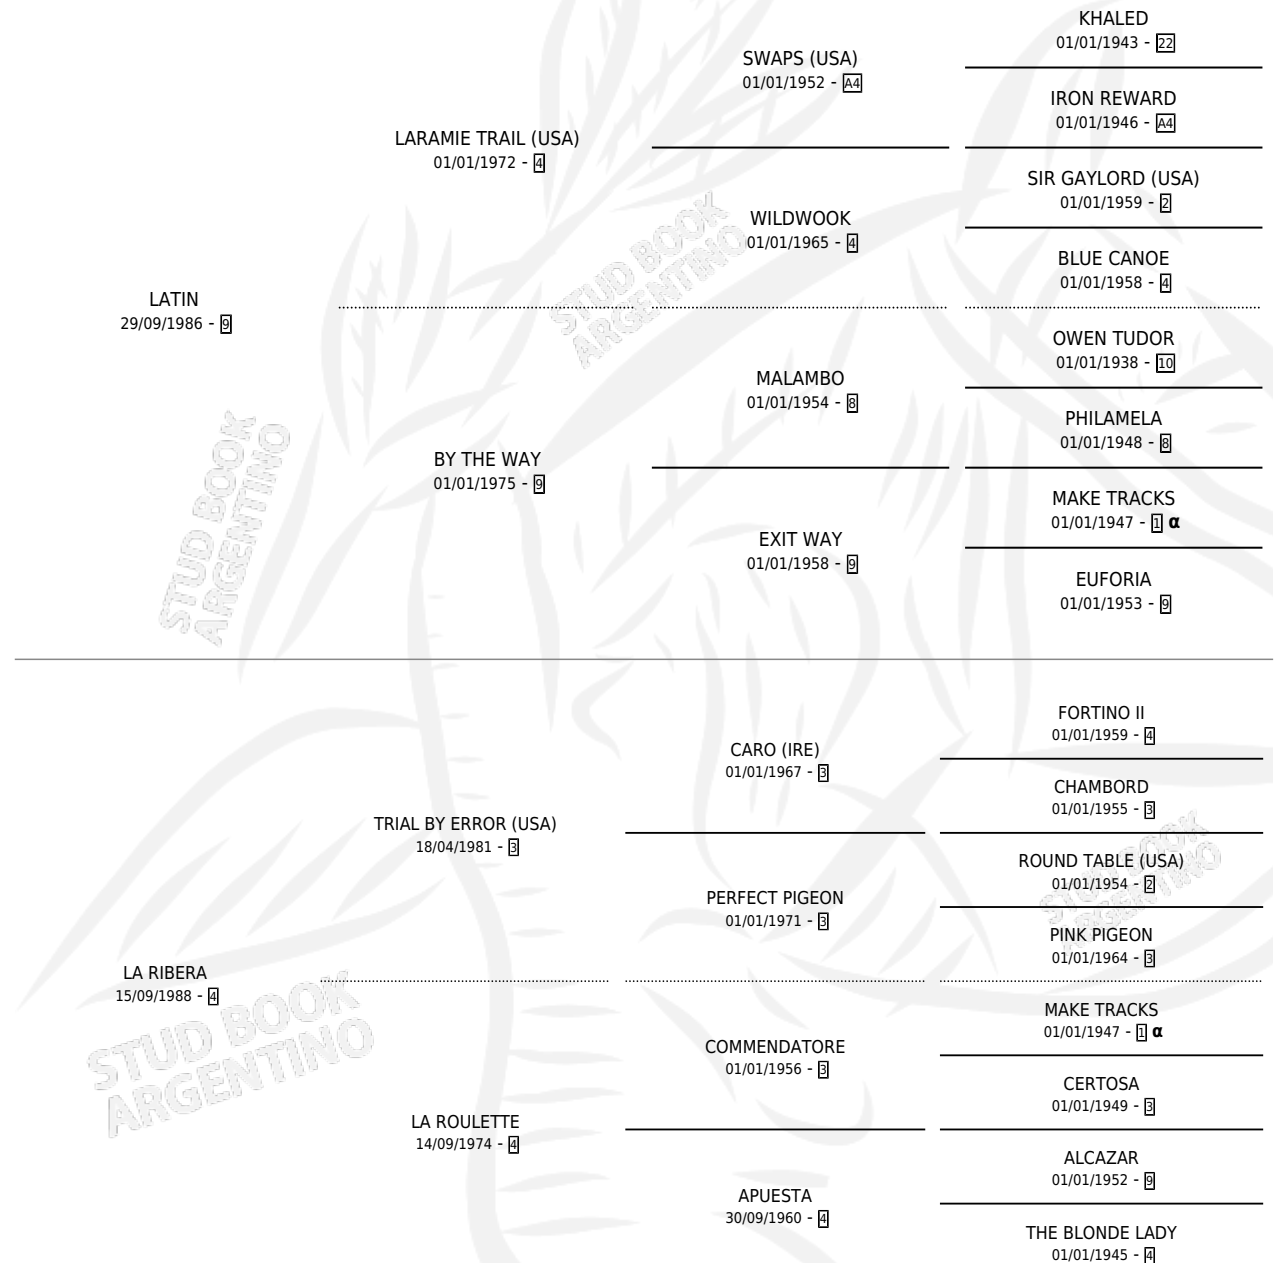 KHALED
01/01/1943 - 22
SWAPS (USA)
01/01/1952 - A4
IRON REWARD
01/01/1946 - A4
LARAMIE TRAIL (USA)
01/01/1972 - 4
SIR GAYLORD (USA)
01/01/1959 - 2
WILDWOOK
01/01/1965 - 4
BLUE CANOE
01/01/1958 - 4
LATIN
29/09/1986 - 9
OWEN TUDOR
01/01/1938 - 10
MALAMBO
01/01/1954 - 8
PHILAMELA
01/01/1948 - 8
BY THE WAY
01/01/1975 - 9
MAKE TRACKS
01/01/1947 - 1 α
EXIT WAY
01/01/1958 - 9
EUFORIA
01/01/1953 - 9
FORTINO II
01/01/1959 - 4
CARO (IRE)
01/01/1967 - 3
CHAMBORD
01/01/1955 - 3
TRIAL BY ERROR (USA)
18/04/1981 - 3
ROUND TABLE (USA)
01/01/1954 - 2
PERFECT PIGEON
01/01/1971 - 3
PINK PIGEON
01/01/1964 - 3
LA RIBERA
15/09/1988 - 4
MAKE TRACKS
01/01/1947 - 1 α
COMMENDATORE
01/01/1956 - 3
CERTOSA
01/01/1949 - 3
LA ROULETTE
14/09/1974 - 4
ALCAZAR
01/01/1952 - 9
APUESTA
30/09/1960 - 4
THE BLONDE LADY
01/01/1945 - 4
STUD BOOK
ARGENTINO
STUD BOOK
ARGENTINO
STUD BOOK
ARGENTINO
STUD BOOK
ARGENTINO